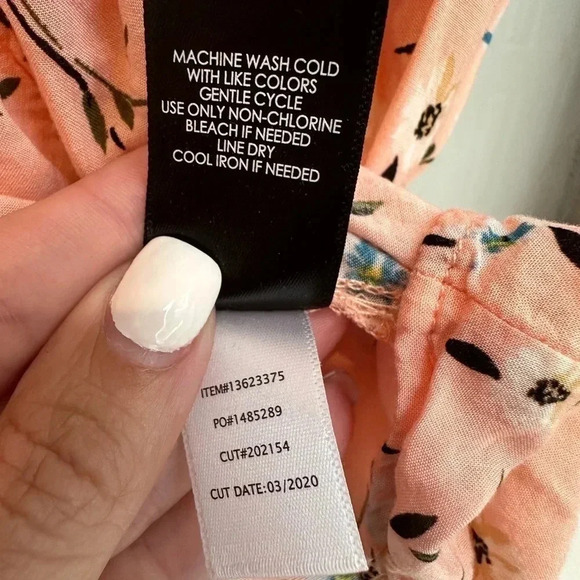 MACHINE WASH COLD
WITH LIKE COLORS
GENTLE CYCLE
USE ONLY NON-CHLORINE
BLEACH IF NEEDED
LINE DRY
COOL IRON IF NEEDED
ITEM#13623375
PO#1485289
CUT#202154
CUT DATE:03/2020